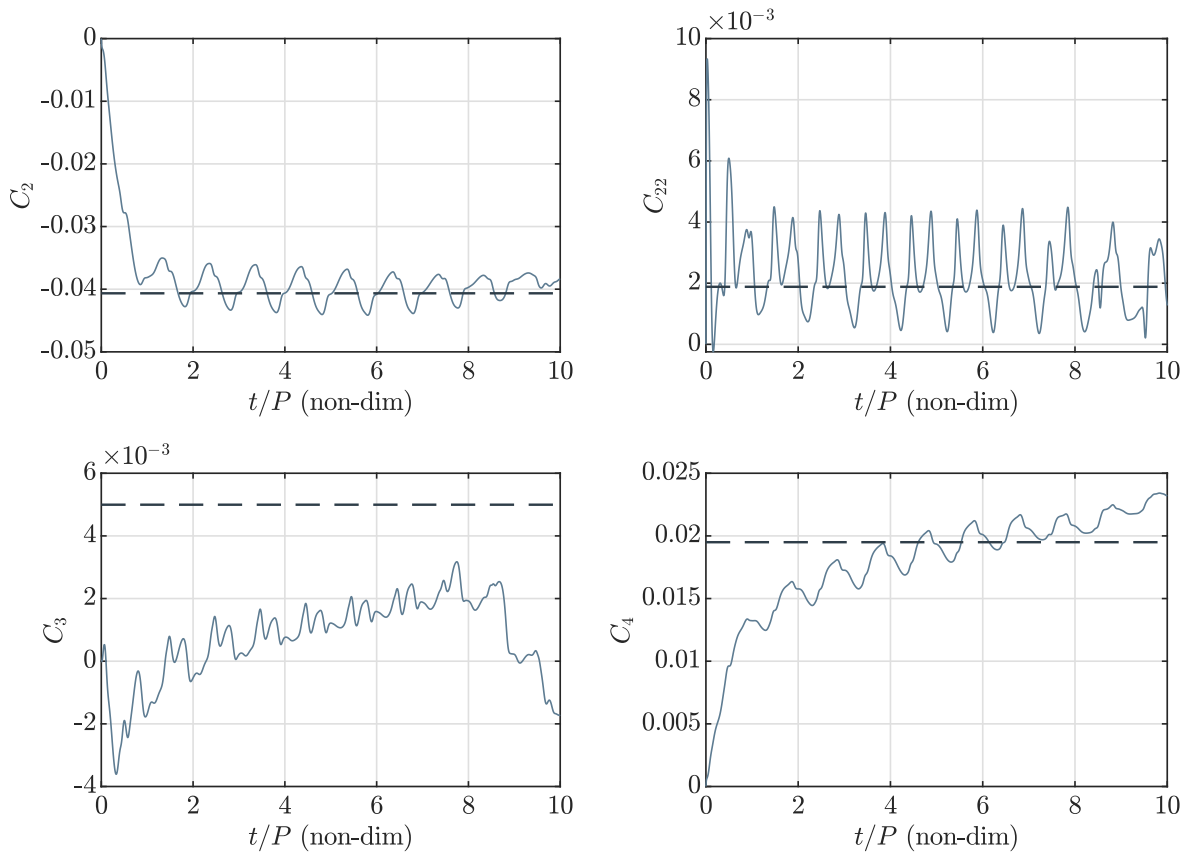 0
-0.01
-0.02
-0.03
-0.04
-0.05
C₂
0 2 4 6 8 10
t/P (non-dim)
×10⁻³
10
8
6
4
2
0
C₂₂
0 2 4 6 8 10
t/P (non-dim)
×10⁻³
6
4
2
0
-2
-4
C₃
0 2 4 6 8 10
t/P (non-dim)
0.025
0.02
0.015
0.01
0.005
0
C₄
0 2 4 6 8 10
t/P (non-dim)